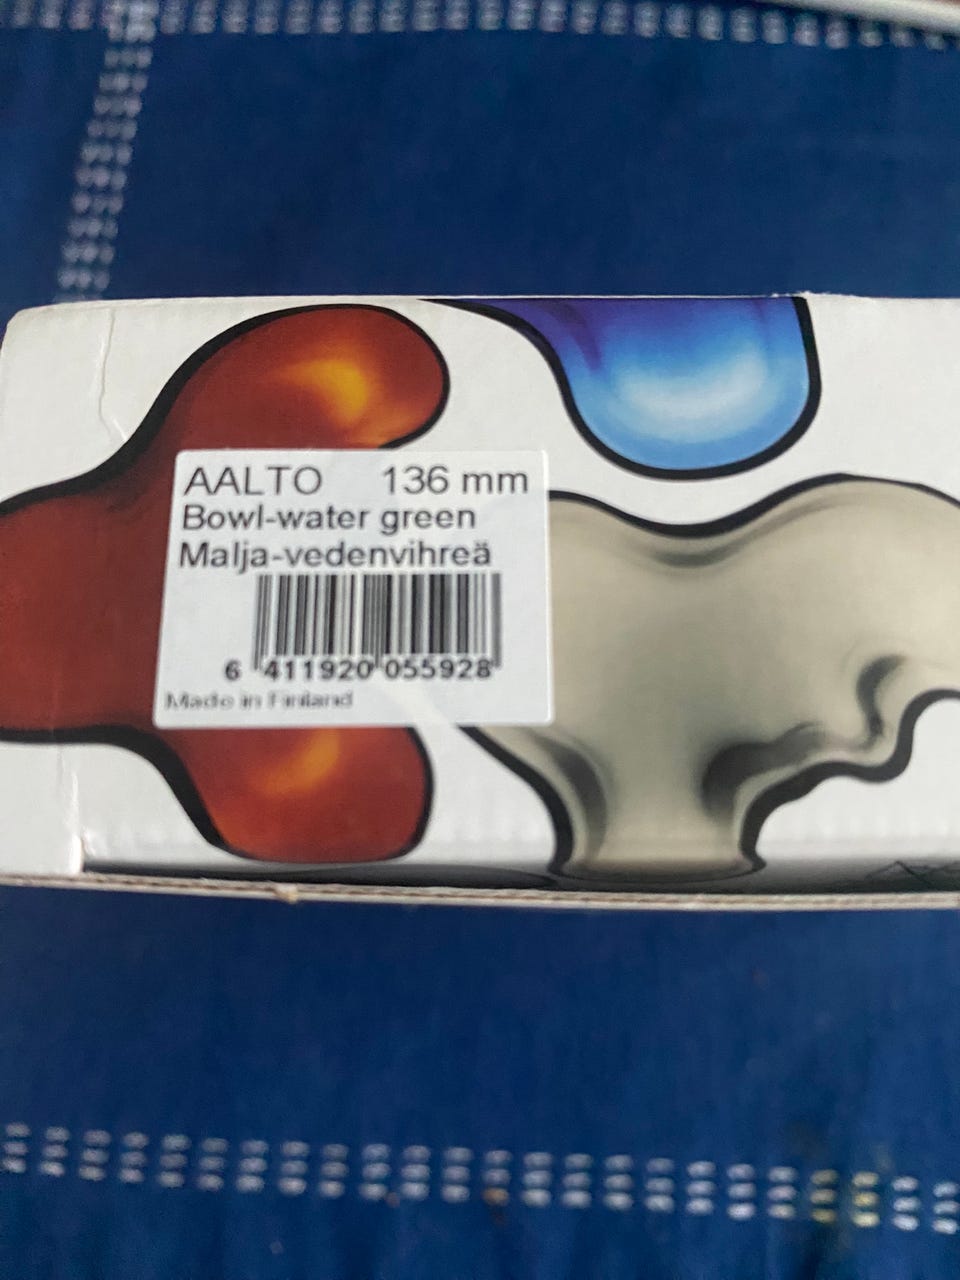 AALTO 136 mm
Bowl-water green
Malja-vedenvihreä
6 411920 055928
Made in Finland